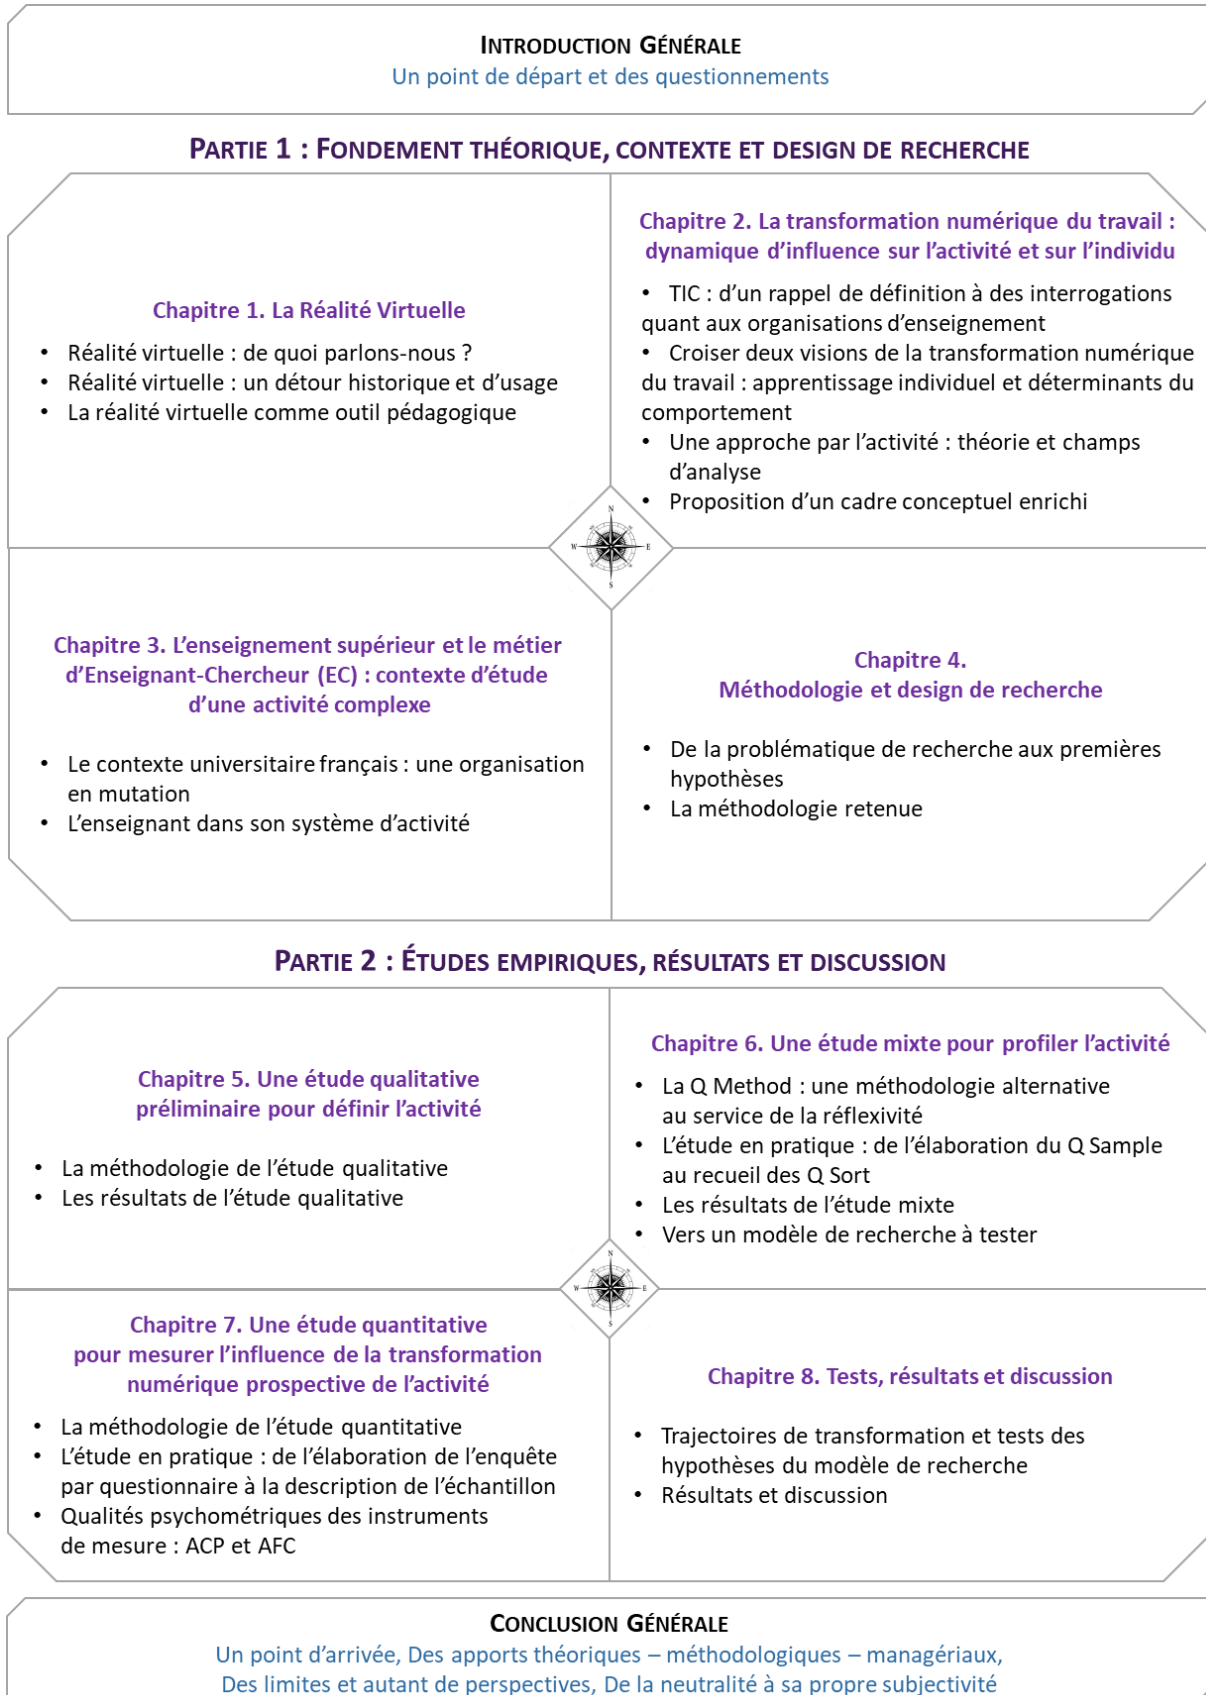 INTRODUCTION GÉNÉRALE
Un point de départ et des questionnements
PARTIE 1 : FONDEMENT THÉORIQUE, CONTEXTE ET DESIGN DE RECHERCHE
Chapitre 1. La Réalité Virtuelle
• Réalité virtuelle : de quoi parlons-nous ?
• Réalité virtuelle : un détour historique et d’usage
• La réalité virtuelle comme outil pédagogique
Chapitre 2. La transformation numérique du travail :
dynamique d’influence sur l’activité et sur l’individu
• TIC : d’un rappel de définition à des interrogations
quant aux organisations d’enseignement
• Croiser deux visions de la transformation numérique
du travail : apprentissage individuel et déterminants du
comportement
• Une approche par l’activité : théorie et champs
d’analyse
• Proposition d’un cadre conceptuel enrichi
N
W
E
S
Chapitre 3. L’enseignement supérieur et le métier
d’Enseignant-Chercheur (EC) : contexte d’étude
d’une activité complexe
• Le contexte universitaire français : une organisation
en mutation
• L’enseignant dans son système d’activité
Chapitre 4.
Méthodologie et design de recherche
• De la problématique de recherche aux premières
hypothèses
• La méthodologie retenue
PARTIE 2 : ÉTUDES EMPIRIQUES, RÉSULTATS ET DISCUSSION
Chapitre 5. Une étude qualitative
préliminaire pour définir l’activité
• La méthodologie de l’étude qualitative
• Les résultats de l’étude qualitative
Chapitre 6. Une étude mixte pour profiler l’activité
• La Q Method : une méthodologie alternative
au service de la réflexivité
• L’étude en pratique : de l’élaboration du Q Sample
au recueil des Q Sort
• Les résultats de l’étude mixte
• Vers un modèle de recherche à tester
N
W
E
S
Chapitre 7. Une étude quantitative
pour mesurer l’influence de la transformation
numérique prospective de l’activité
• La méthodologie de l’étude quantitative
• L’étude en pratique : de l’élaboration de l’enquête
par questionnaire à la description de l’échantillon
• Qualités psychométriques des instruments
de mesure : ACP et AFC
Chapitre 8. Tests, résultats et discussion
• Trajectoires de transformation et tests des
hypothèses du modèle de recherche
• Résultats et discussion
CONCLUSION GÉNÉRALE
Un point d’arrivée, Des apports théoriques – méthodologiques – managériaux,
Des limites et autant de perspectives, De la neutralité à sa propre subjectivité